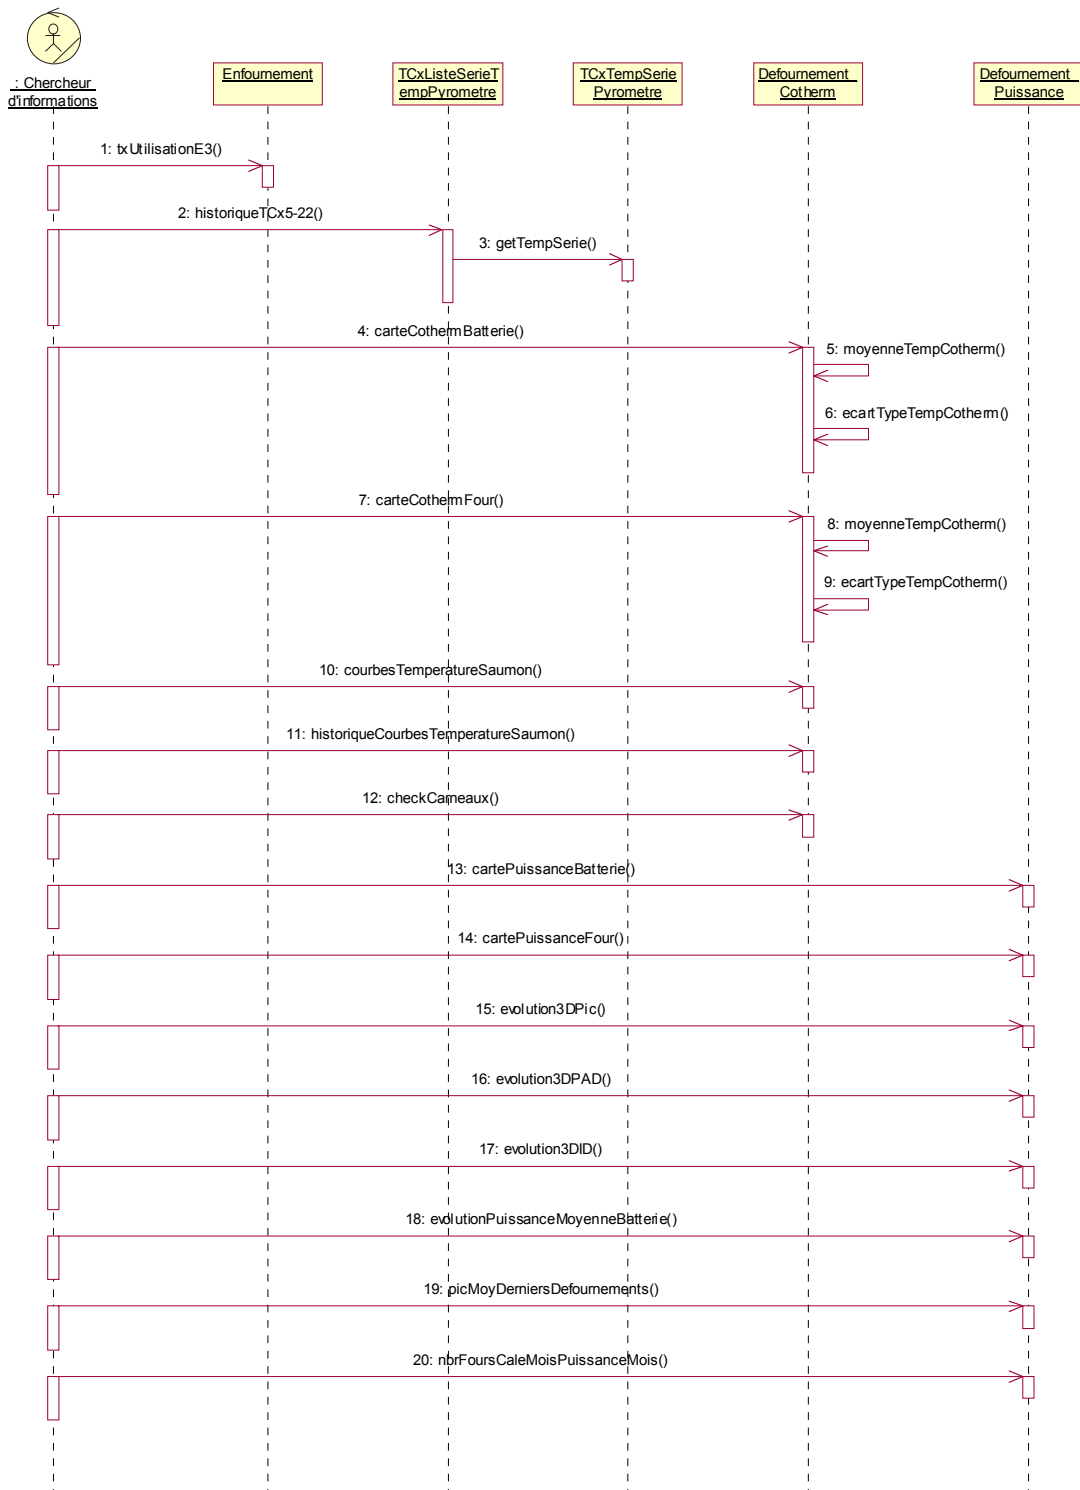 : Chercheur
d'informations
Enfournement
TCxListeSerieT
empPyrometre
TCxTempSerie
Pyrometre
Defournement
Cotherm
Defournement
Puissance
1: txUtilisationE3()
2: historiqueTCx5-22()
3: getTempSerie()
4: carteCothermBatterie()
5: moyenneTempCotherm()
6: ecartTypeTempCotherm()
7: carteCothermFour()
8: moyenneTempCotherm()
9: ecartTypeTempCotherm()
10: courbesTemperatureSaumon()
11: historiqueCourbesTemperatureSaumon()
12: checkCarneaux()
13: cartePuissanceBatterie()
14: cartePuissanceFour()
15: evolution3DPic()
16: evolution3DPAD()
17: evolution3DID()
18: evolutionPuissanceMoyenneBatterie()
19: picMoyDerniersDefournements()
20: nbrFoursCaleMoisPuissanceMois()